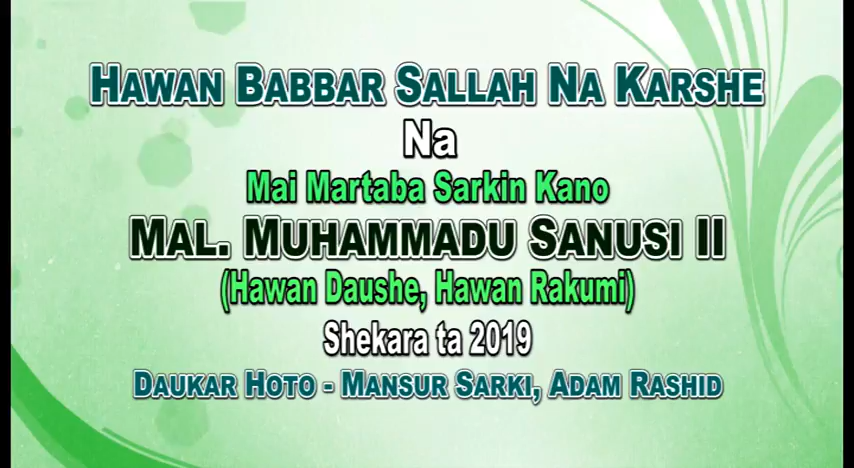 HAWAN BABBAR SALLAH NA KARSHE
Na
Mai Martaba Sarkin Kano
MAL. MUHAMMADU SANUSI II
(Hawan Daushe, Hawan Rakumi)
Shekara ta 2019
DAUKAR HOTO - MANSUR SARKI, ADAM RASHID